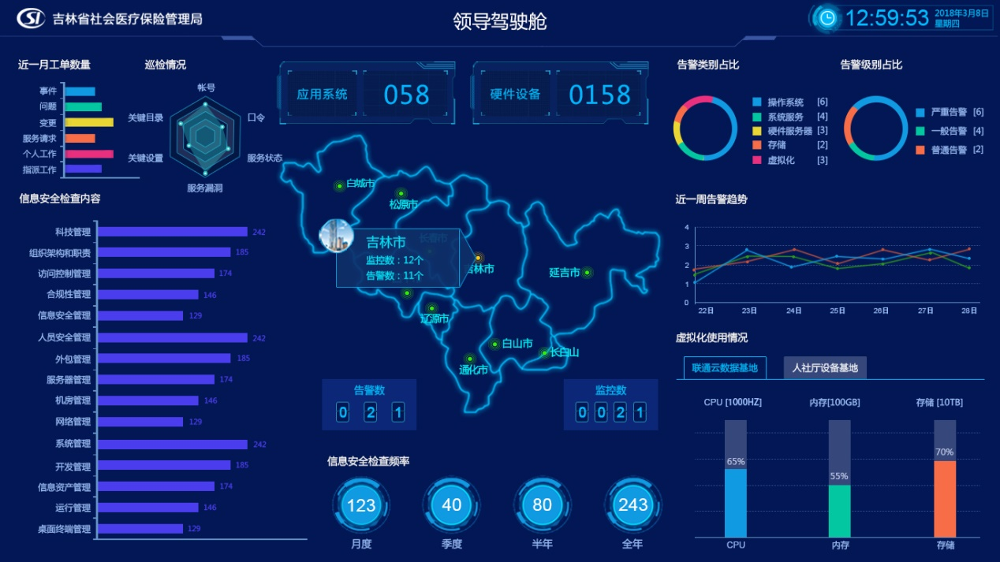 吉林省社会医疗保险管理局
领导驾驶舱
12:59:53
2018年3月8日
星期四
近一月工单数量
事件
问题
变更
服务请求
个人工作
指派工作
巡检情况
帐号
口令
服务状态
服务漏洞
关键设置
关键目录
应用系统
058
硬件设备
0158
告警类别占比
操作系统 [6]
系统服务 [4]
硬件服务器 [3]
存储 [2]
虚拟化 [3]
告警级别占比
严重告警 [6]
一般告警 [4]
普通告警 [2]
信息安全检查内容
科技管理 242
组织架构和职责 185
访问控制管理 174
合规性管理 146
信息安全管理 129
人员安全管理 242
外包管理 185
服务器管理 174
机房管理 146
网络管理 129
系统管理 242
开发管理 185
信息资产管理 174
运行管理 146
桌面终端管理 129
白城市
松原市
长春市
吉林市
监控数:12个
告警数:11个
吉林市
延吉市
辽源市
白山市
长白山
通化市
告警数
0 2 1
监控数
0 0 2 1
信息安全检查频率
123
40
80
243
月度
季度
半年
全年
近一周告警趋势
4
3
2
1
0
22日 23日 24日 25日 26日 27日 28日
虚拟化使用情况
联通云数据基地
人社厅设备基地
CPU [1000HZ]
内存[100GB]
存储 [10TB]
65%
55%
70%
CPU
内存
存储